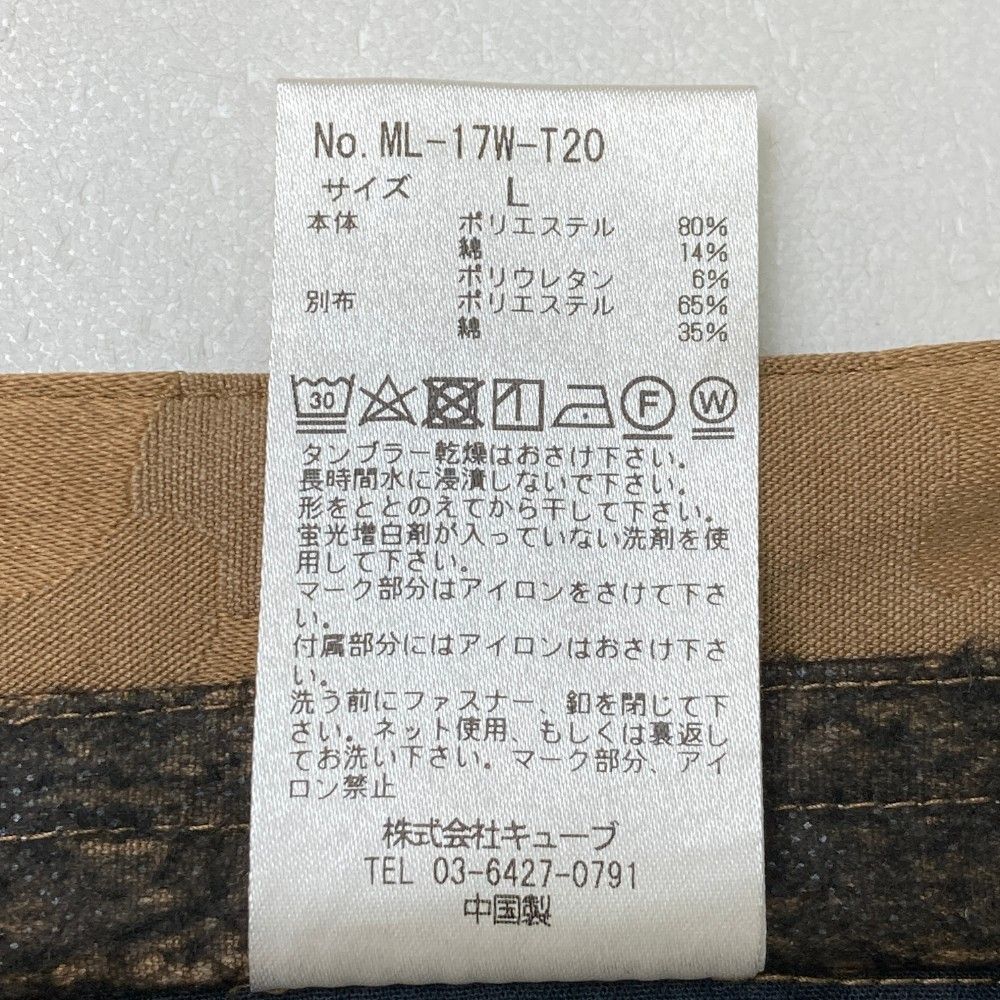 No. ML-17W-T20
サイズ L
本体 ポリエステル 80%
綿 14%
ポリウレタン 6%
別布 ポリエステル 65%
綿 35%
30 F W
タンブラー乾燥はおさけ下さい。
長時間水に浸漬しないで下さい。
形をととのえてから干して下さい。
蛍光増白剤が入っていない洗剤を使
用して下さい。
マーク部分はアイロンをさけて下さ
い。
付属部分にはアイロンはおさけ下さ
い。
洗う前にファスナー、釦を閉じて下
さい。ネット使用、もしくは裏返し
てお洗い下さい。マーク部分、アイ
ロン禁止
株式会社キューブ
TEL 03-6427-0791
中国製